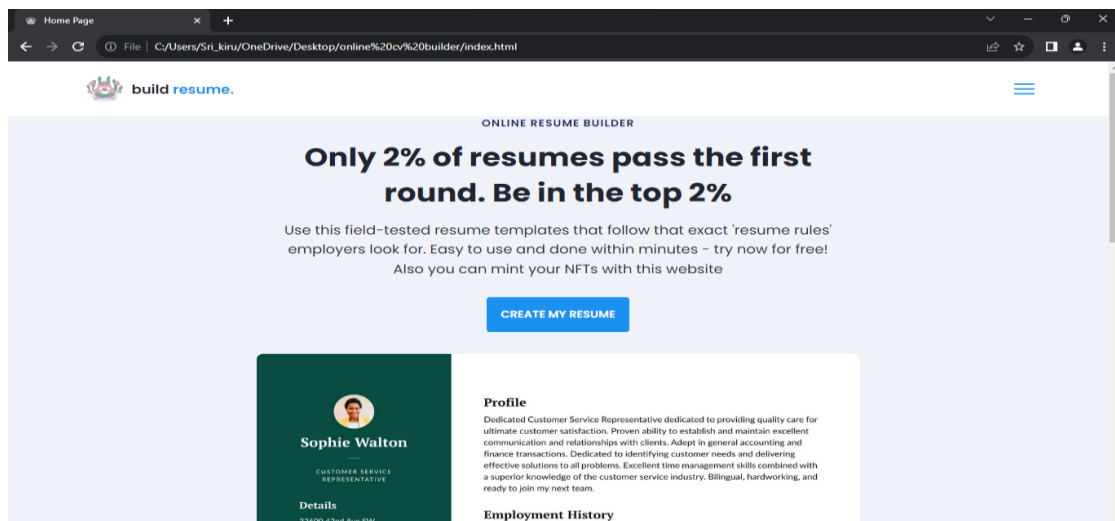 Home Page
File C:/Users/Sri_kiru/OneDrive/Desktop/online%20cv%20builder/index.html
build resume.
ONLINE RESUME BUILDER
Only 2% of resumes pass the first
round. Be in the top 2%
Use this field-tested resume templates that follow that exact 'resume rules'
employers look for. Easy to use and done within minutes - try now for free!
Also you can mint your NFTs with this website
CREATE MY RESUME
Sophie Walton
CUSTOMER SERVICE
REPRESENTATIVE
Details
Profile
Dedicated Customer Service Representative dedicated to providing quality care for
ultimate customer satisfaction. Proven ability to establish and maintain excellent
communication and relationships with clients. Adept in general accounting and
finance transactions. Dedicated to identifying customer needs and delivering
effective solutions to all problems. Excellent time management skills combined with
a superior knowledge of the customer service industry. Bilingual, hardworking, and
ready to join my next team.
Employment History